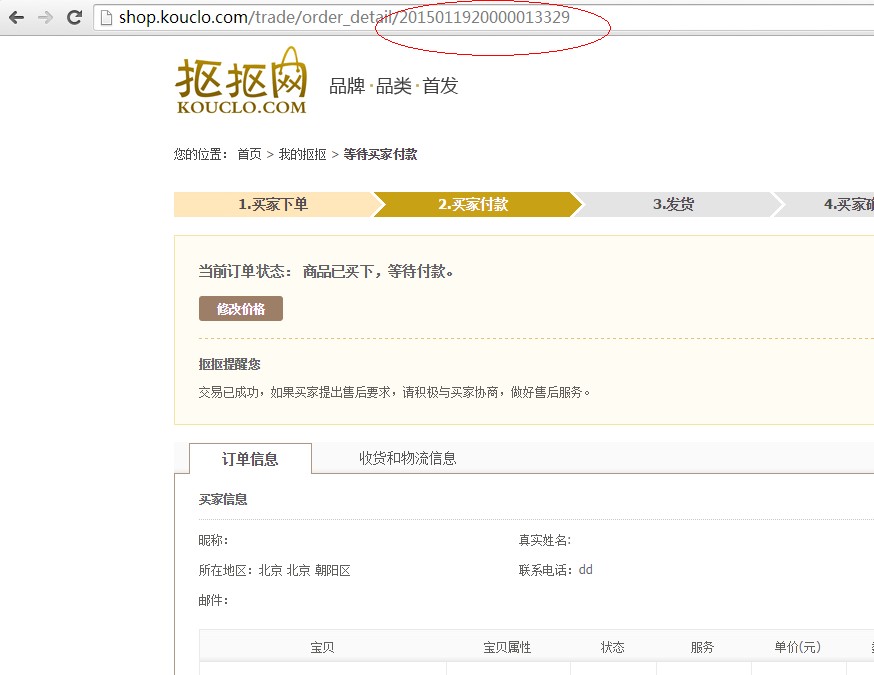 shop.kouclo.com/trade/order_detail/2015011920000013329
抠抠网
KOUCLO.COM
品牌·品类·首发
您的位置： 首页 > 我的抠抠 > 等待买家付款
1.买家下单 2.买家付款 3.发货 4.买家确
当前订单状态： 商品已买下，等待付款。
修改价格
抠抠提醒您
交易已成功，如果买家提出售后要求，请积极与买家协商，做好售后服务。
订单信息 收货和物流信息
买家信息
昵称： 真实姓名:
所在地区： 北京 北京 朝阳区 联系电话： dd
邮件：
宝贝 宝贝属性 状态 服务 单价(元)